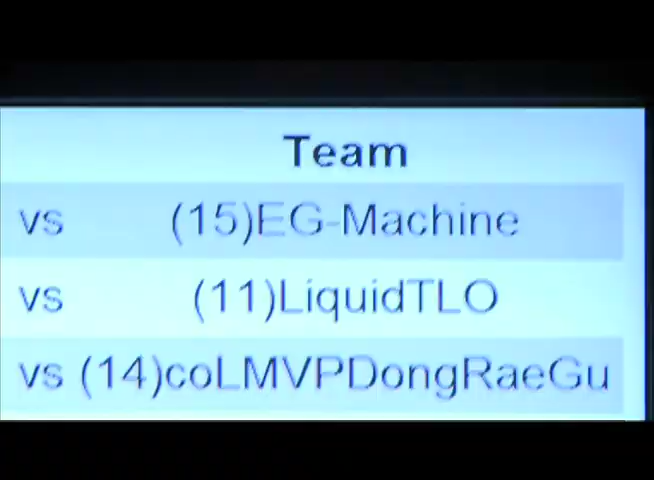 Team
vs (15)EG-Machine
vs (11)LiquidTLO
vs (14)coLMVPDongRaeGu